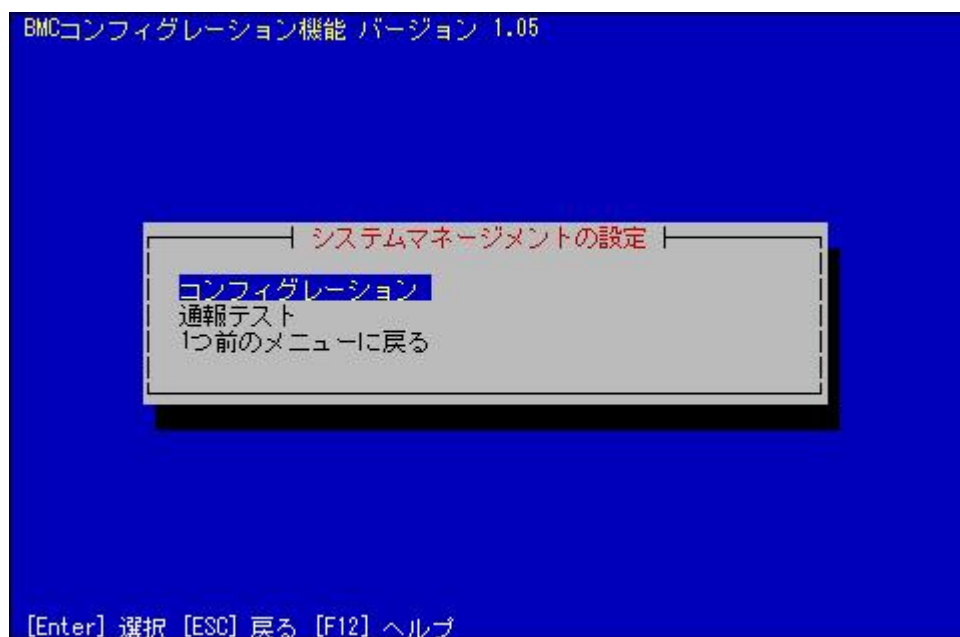 BMCコンフィグレーション機能 バージョン 1.05
システムマネージメントの設定
コンフィグレーション
通報テスト
1つ前のメニューに戻る
[Enter] 選択 [ESC] 戻る [F12] ヘルプ